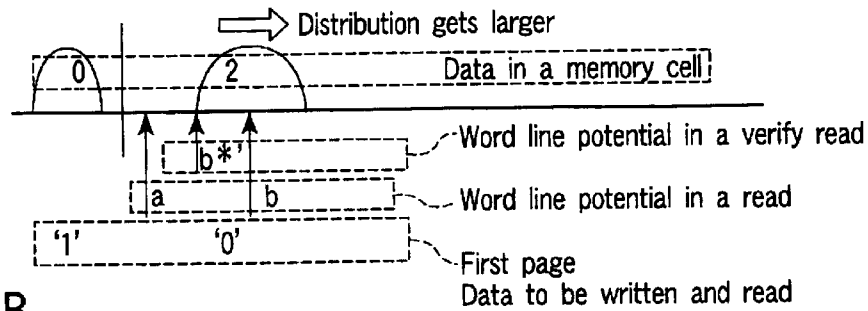 Distribution gets larger
0 2 Data in a memory cell
b*' Word line potential in a verify read
a b Word line potential in a read
'1' '0'
First page
Data to be written and read